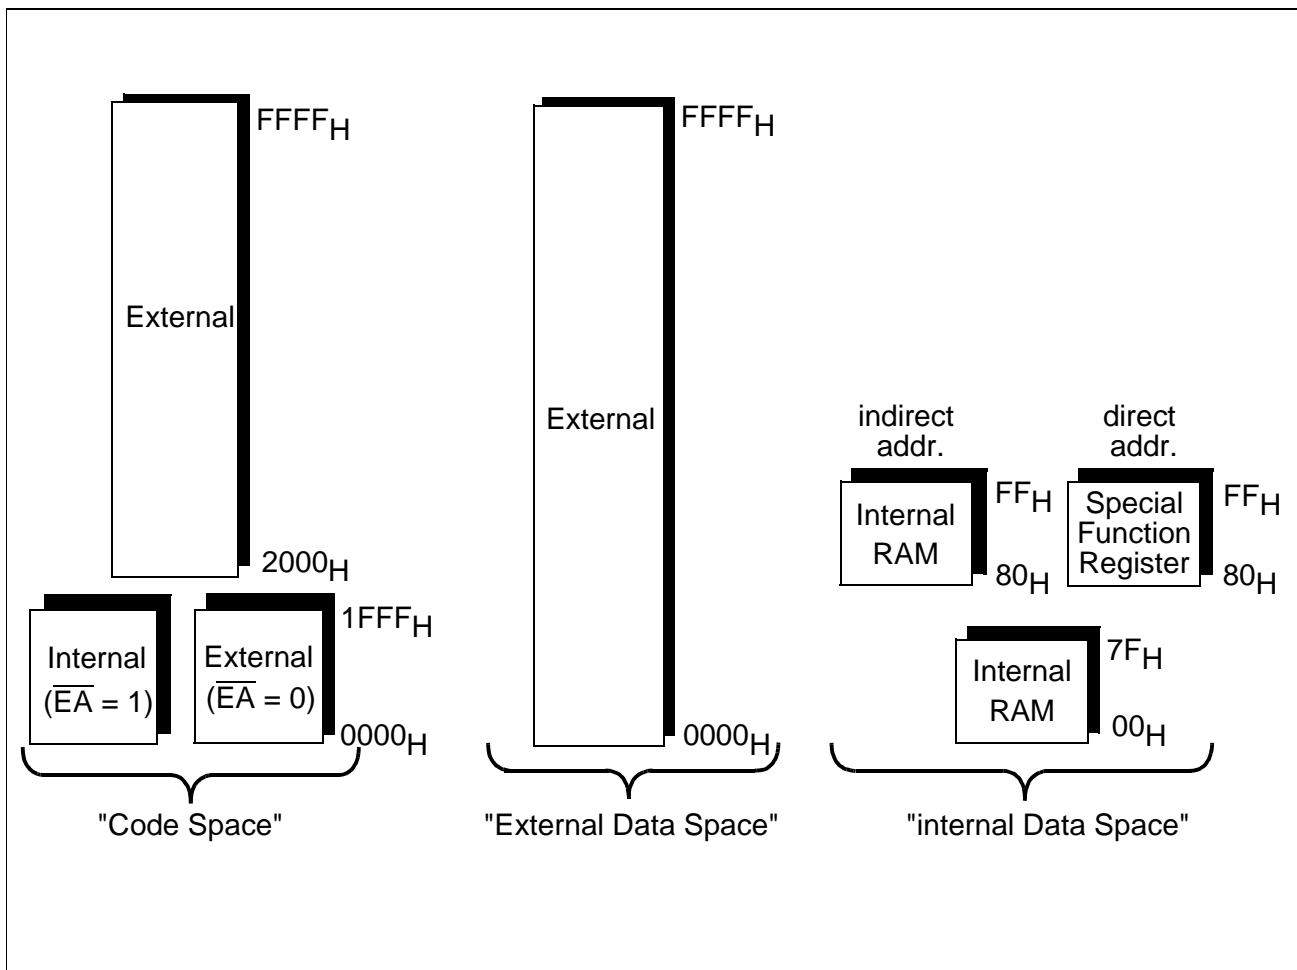 FFFFH
External
2000H
Internal
(EA = 1)
External
(EA = 0)
1FFFH
0000H
"Code Space"
FFFFH
External
0000H
"External Data Space"
indirect
addr.
Internal
RAM
FFH
80H
direct
addr.
Special
Function
Register
FFH
80H
Internal
RAM
7FH
00H
"internal Data Space"